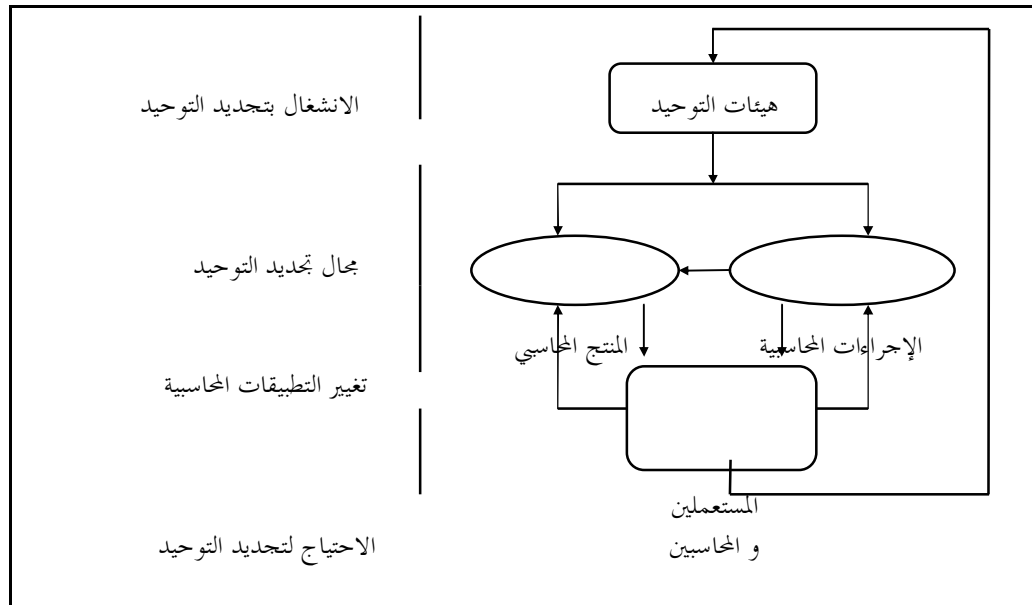 هيئات التوحيد
الانشغال بتجديد التوحيد
مجال تجديد التوحيد
الإجراءات المحاسبية
المنتج المحاسبي
تغيير التطبيقات المحاسبية
المستعملين
و المحاسبين
الاحتياج لتجديد التوحيد